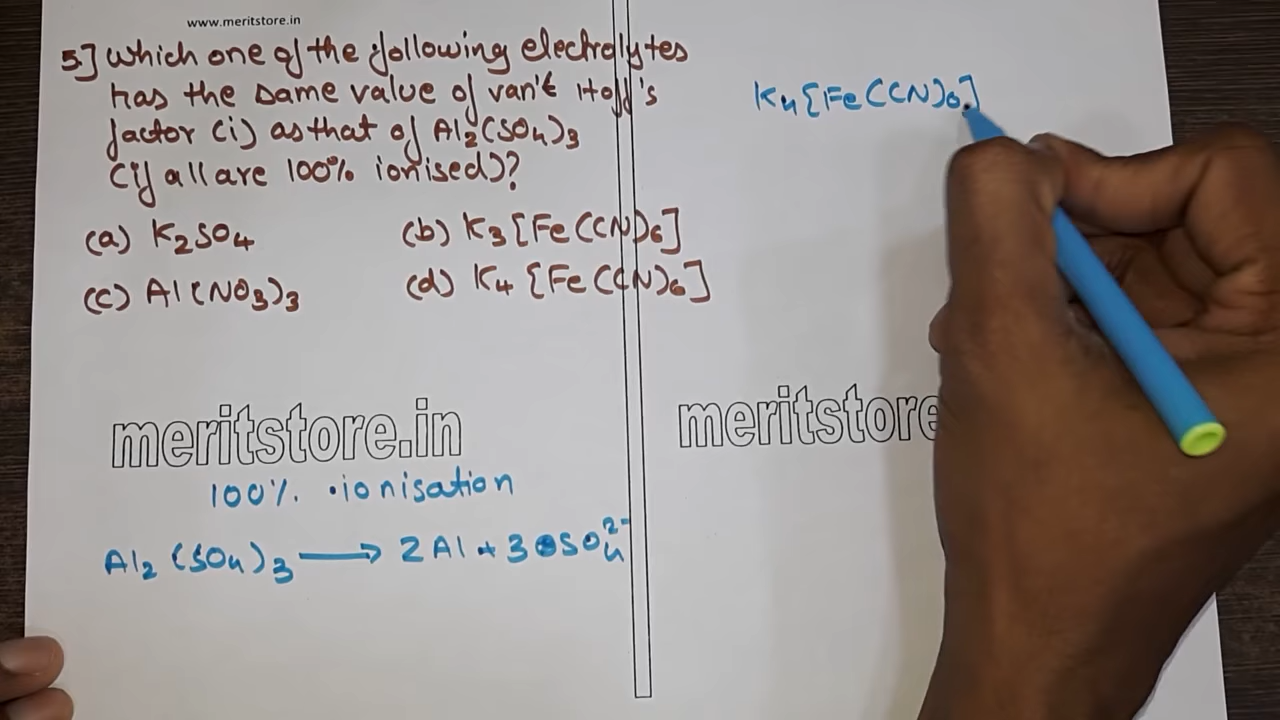 www.meritstore.in
5.] Which one of the following electrolytes
has the same value of van't Hoff's
factor (i) as that of Al2(SO4)3
(if all are 100% ionised)?
(a) K2SO4 (b) K3[Fe(CN)6]
(c) Al(NO3)3 (d) K4[Fe(CN)6]
meritstore.in
100% ionisation
Al2(SO4)3 → 2Al + 3SO4 2-
K4[Fe(CN)6]
meritstore